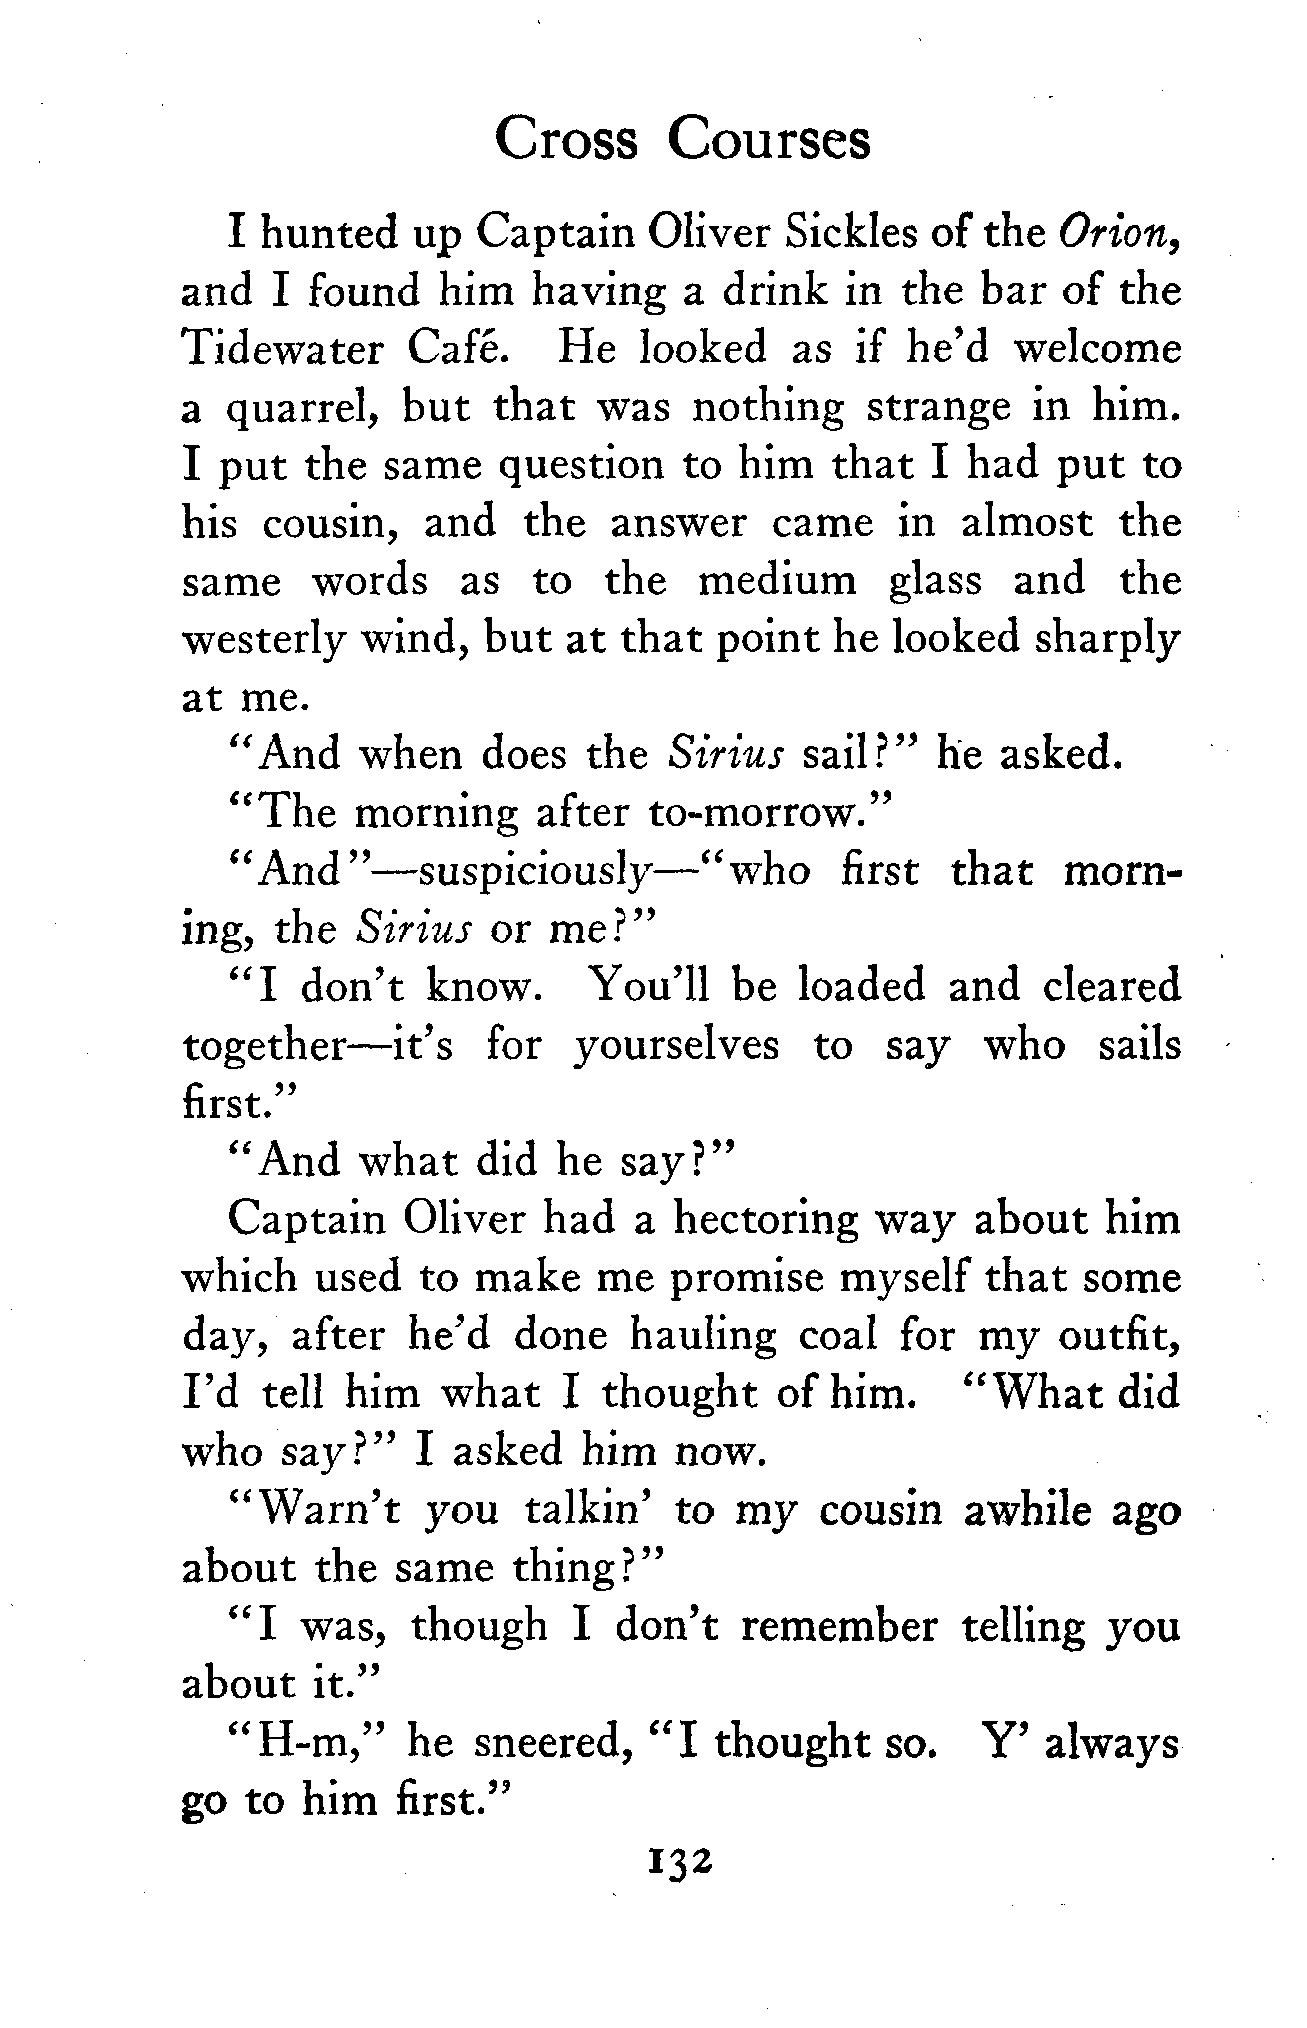 Cross Courses
I hunted up Captain Oliver Sickles of the Orion,
and I found him having a drink in the bar of the
Tidewater Café. He looked as if he'd welcome
a quarrel, but that was nothing strange in him.
I put the same question to him that I had put to
his cousin, and the answer came in almost the
same words as to the medium glass and the
westerly wind, but at that point he looked sharply
at me.
"And when does the Sirius sail?" he asked.
"The morning after to-morrow."
"And"—suspiciously—"who first that morn-
ing, the Sirius or me?"
"I don't know. You'll be loaded and cleared
together—it's for yourselves to say who sails
first."
"And what did he say?"
Captain Oliver had a hectoring way about him
which used to make me promise myself that some
day, after he'd done hauling coal for my outfit,
I'd tell him what I thought of him. "What did
who say?" I asked him now.
"Warn't you talkin' to my cousin awhile ago
about the same thing?"
"I was, though I don't remember telling you
about it."
"H-m," he sneered, "I thought so. Y' always
go to him first."
132